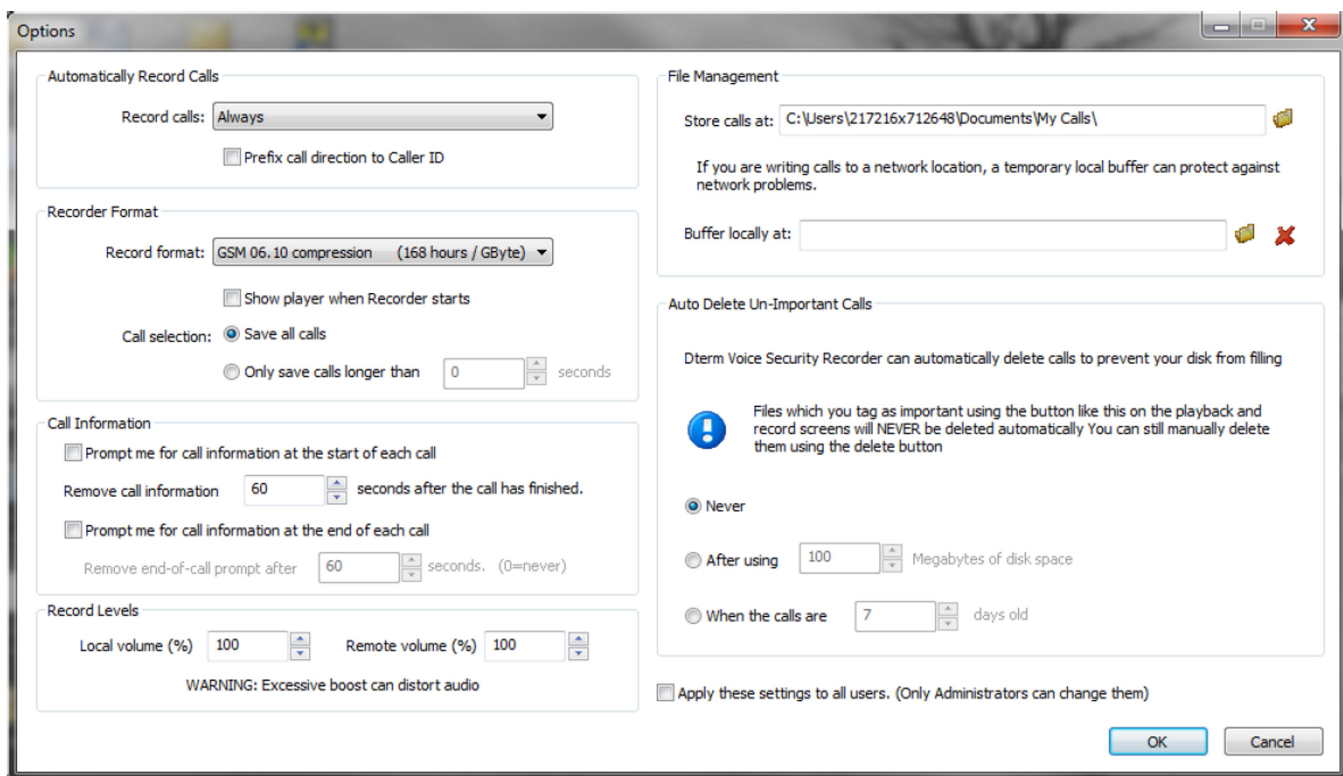 Options
Automatically Record Calls
Record calls: Always
Prefix call direction to Caller ID
Recorder Format
Record format: GSM 06.10 compression (168 hours / GByte)
Show player when Recorder starts
Call selection: Save all calls
Only save calls longer than 0 seconds
Call Information
Prompt me for call information at the start of each call
Remove call information 60 seconds after the call has finished.
Prompt me for call information at the end of each call
Remove end-of-call prompt after 60 seconds. (0=never)
Record Levels
Local volume (%) 100 Remote volume (%) 100
WARNING: Excessive boost can distort audio
File Management
Store calls at: C:\Users\217216x712648\Documents\My Calls\
If you are writing calls to a network location, a temporary local buffer can protect against
network problems.
Buffer locally at:
Auto Delete Un-Important Calls
Dterm Voice Security Recorder can automatically delete calls to prevent your disk from filling
Files which you tag as important using the button like this on the playback and
record screens will NEVER be deleted automatically You can still manually delete
them using the delete button
Never
After using 100 Megabytes of disk space
When the calls are 7 days old
Apply these settings to all users. (Only Administrators can change them)
OK Cancel